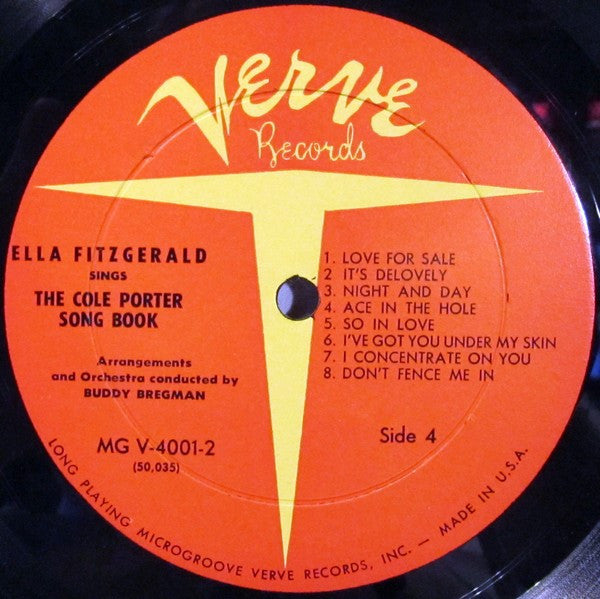 Verve
Records
ELLA FITZGERALD
SINGS
THE COLE PORTER
SONG BOOK
Arrangements
and Orchestra conducted by
BUDDY BREGMAN
MG V-4001-2
(50,035)
1. LOVE FOR SALE
2. IT'S DELOVELY
3. NIGHT AND DAY
4. ACE IN THE HOLE
5. SO IN LOVE
6. I'VE GOT YOU UNDER MY SKIN
7. I CONCENTRATE ON YOU
8. DON'T FENCE ME IN
Side 4
LONG PLAYING MICROGROOVE VERVE RECORDS, INC. — MADE IN U.S.A.